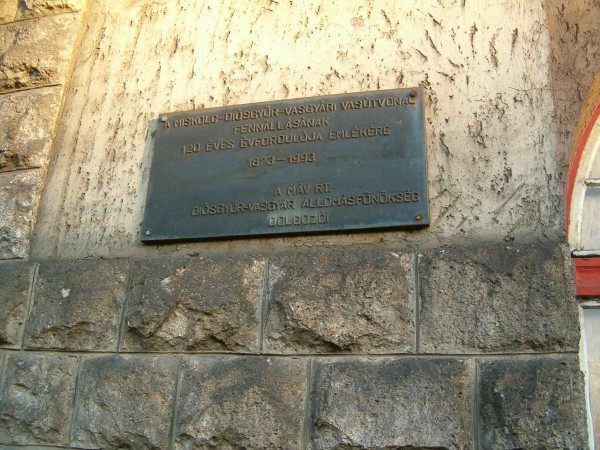 A MISKOLC-DIÓSGYŐR-VASGYÁRI VASÚTVONAL
FENNÁLLÁSÁNAK
120 ÉVES ÉVFORDULÓJA EMLÉKÉRE
1873-1993
A MÁV RT.
DIÓSGYŐR-VASGYÁR ÁLLOMÁSFŐNÖKSÉG
DOLGOZÓI